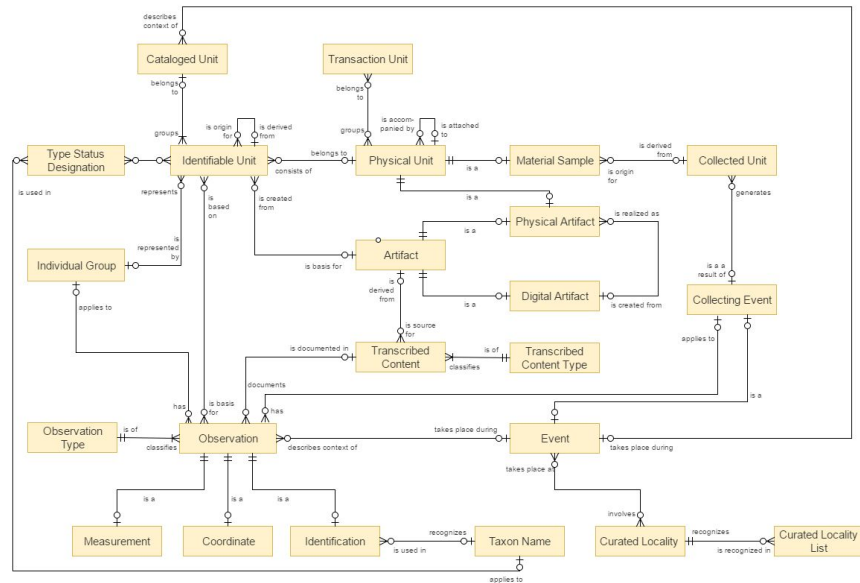 describes
context of
Cataloged Unit
Transaction Unit
belongs
to
belongs
to
is origin
for
is derived
from
is accom-
panied by
is attached
to
groups
groups
Type Status
Designation
Identifiable Unit
belongs to
consists of
Physical Unit
is a
Material Sample
is derived
from
is origin
for
Collected Unit
is used in
represents
is
based
on
is created
from
is a
generates
Physical Artifact
is realized as
is
represented
by
is a
Individual Group
is basis for
Artifact
is a a
result of
applies to
is
derived
from
is a
Digital Artifact
is created from
Collecting Event
is source
for
applies to
is documented in
Transcribed
Content
is of
classifies
Transcribed
Content Type
documents
is a
has
is basis
for
has
Observation
Type
is of
classifies
Observation
takes place during
describes context of
Event
takes place during
takes place at
is a
is a
is a
involves
Measurement
Coordinate
Identification
recognizes
is used in
Taxon Name
Curated Locality
recognizes
is recognized in
Curated Locality
List
applies to